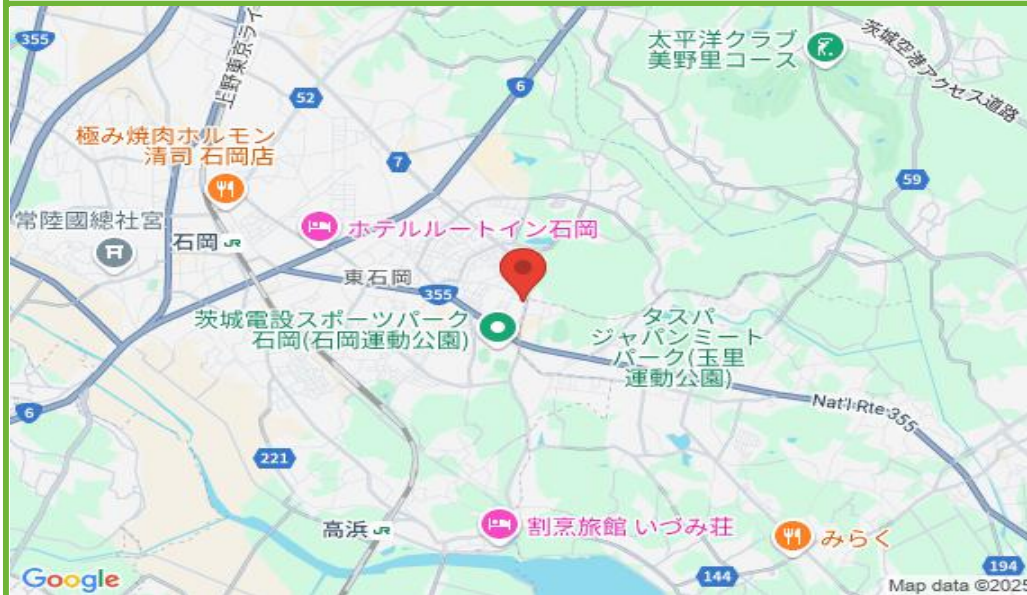 355
上野東京ライ
52
6
太平洋クラブ
美野里コース
茨城空港アクセス道路
極み焼肉ホルモン
清司 石岡店
7
59
常陸國總社宮
石岡 JR
ホテルルートイン石岡
東石岡
355
茨城電設スポーツパーク
石岡(石岡運動公園)
タスパ
ジャパンミート
パーク(玉里
運動公園)
6
Nat'l Rte 355
221
高浜 JR
割烹旅館 いづみ荘
みらく
144
194
Google
Map data ©2025